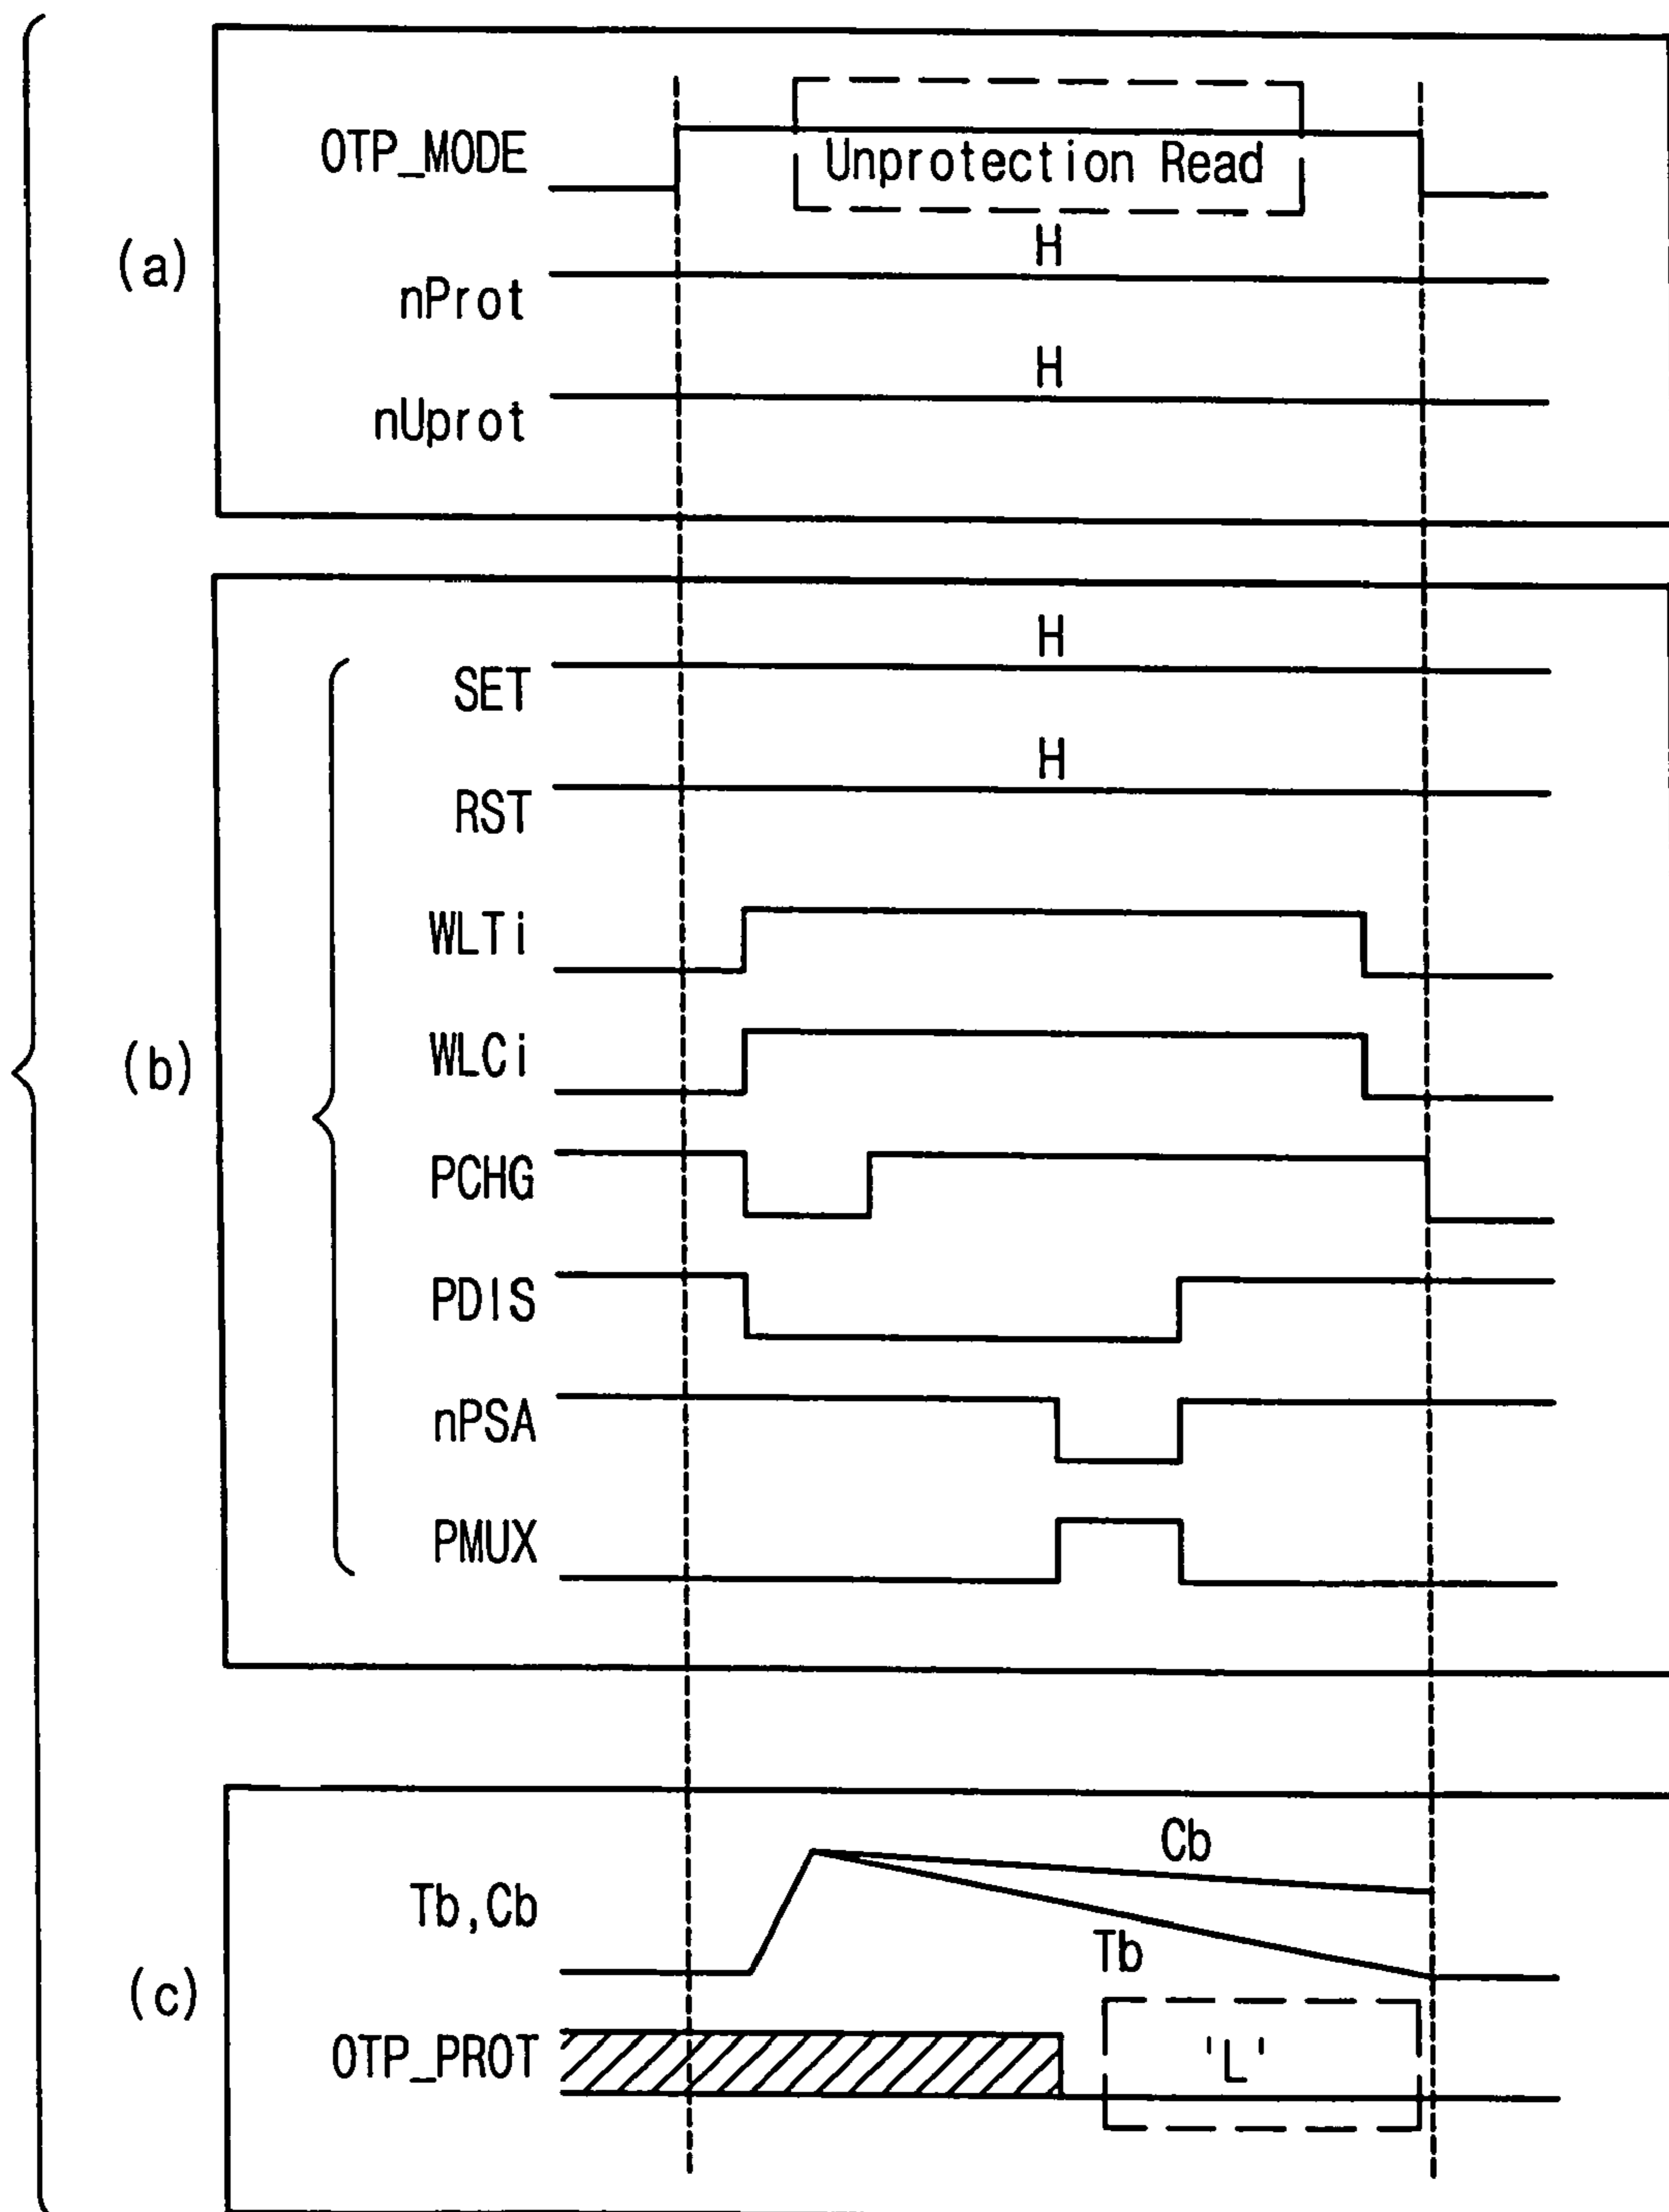 OTP_MODE
Unprotection Read
(a)
H
nProt
H
nUprot
H
SET
H
RST
WLTi
(b)
WLCi
PCHG
PDIS
nPSA
PMUX
Cb
Tb,Cb
Tb
(c)
OTP_PROT
'L'